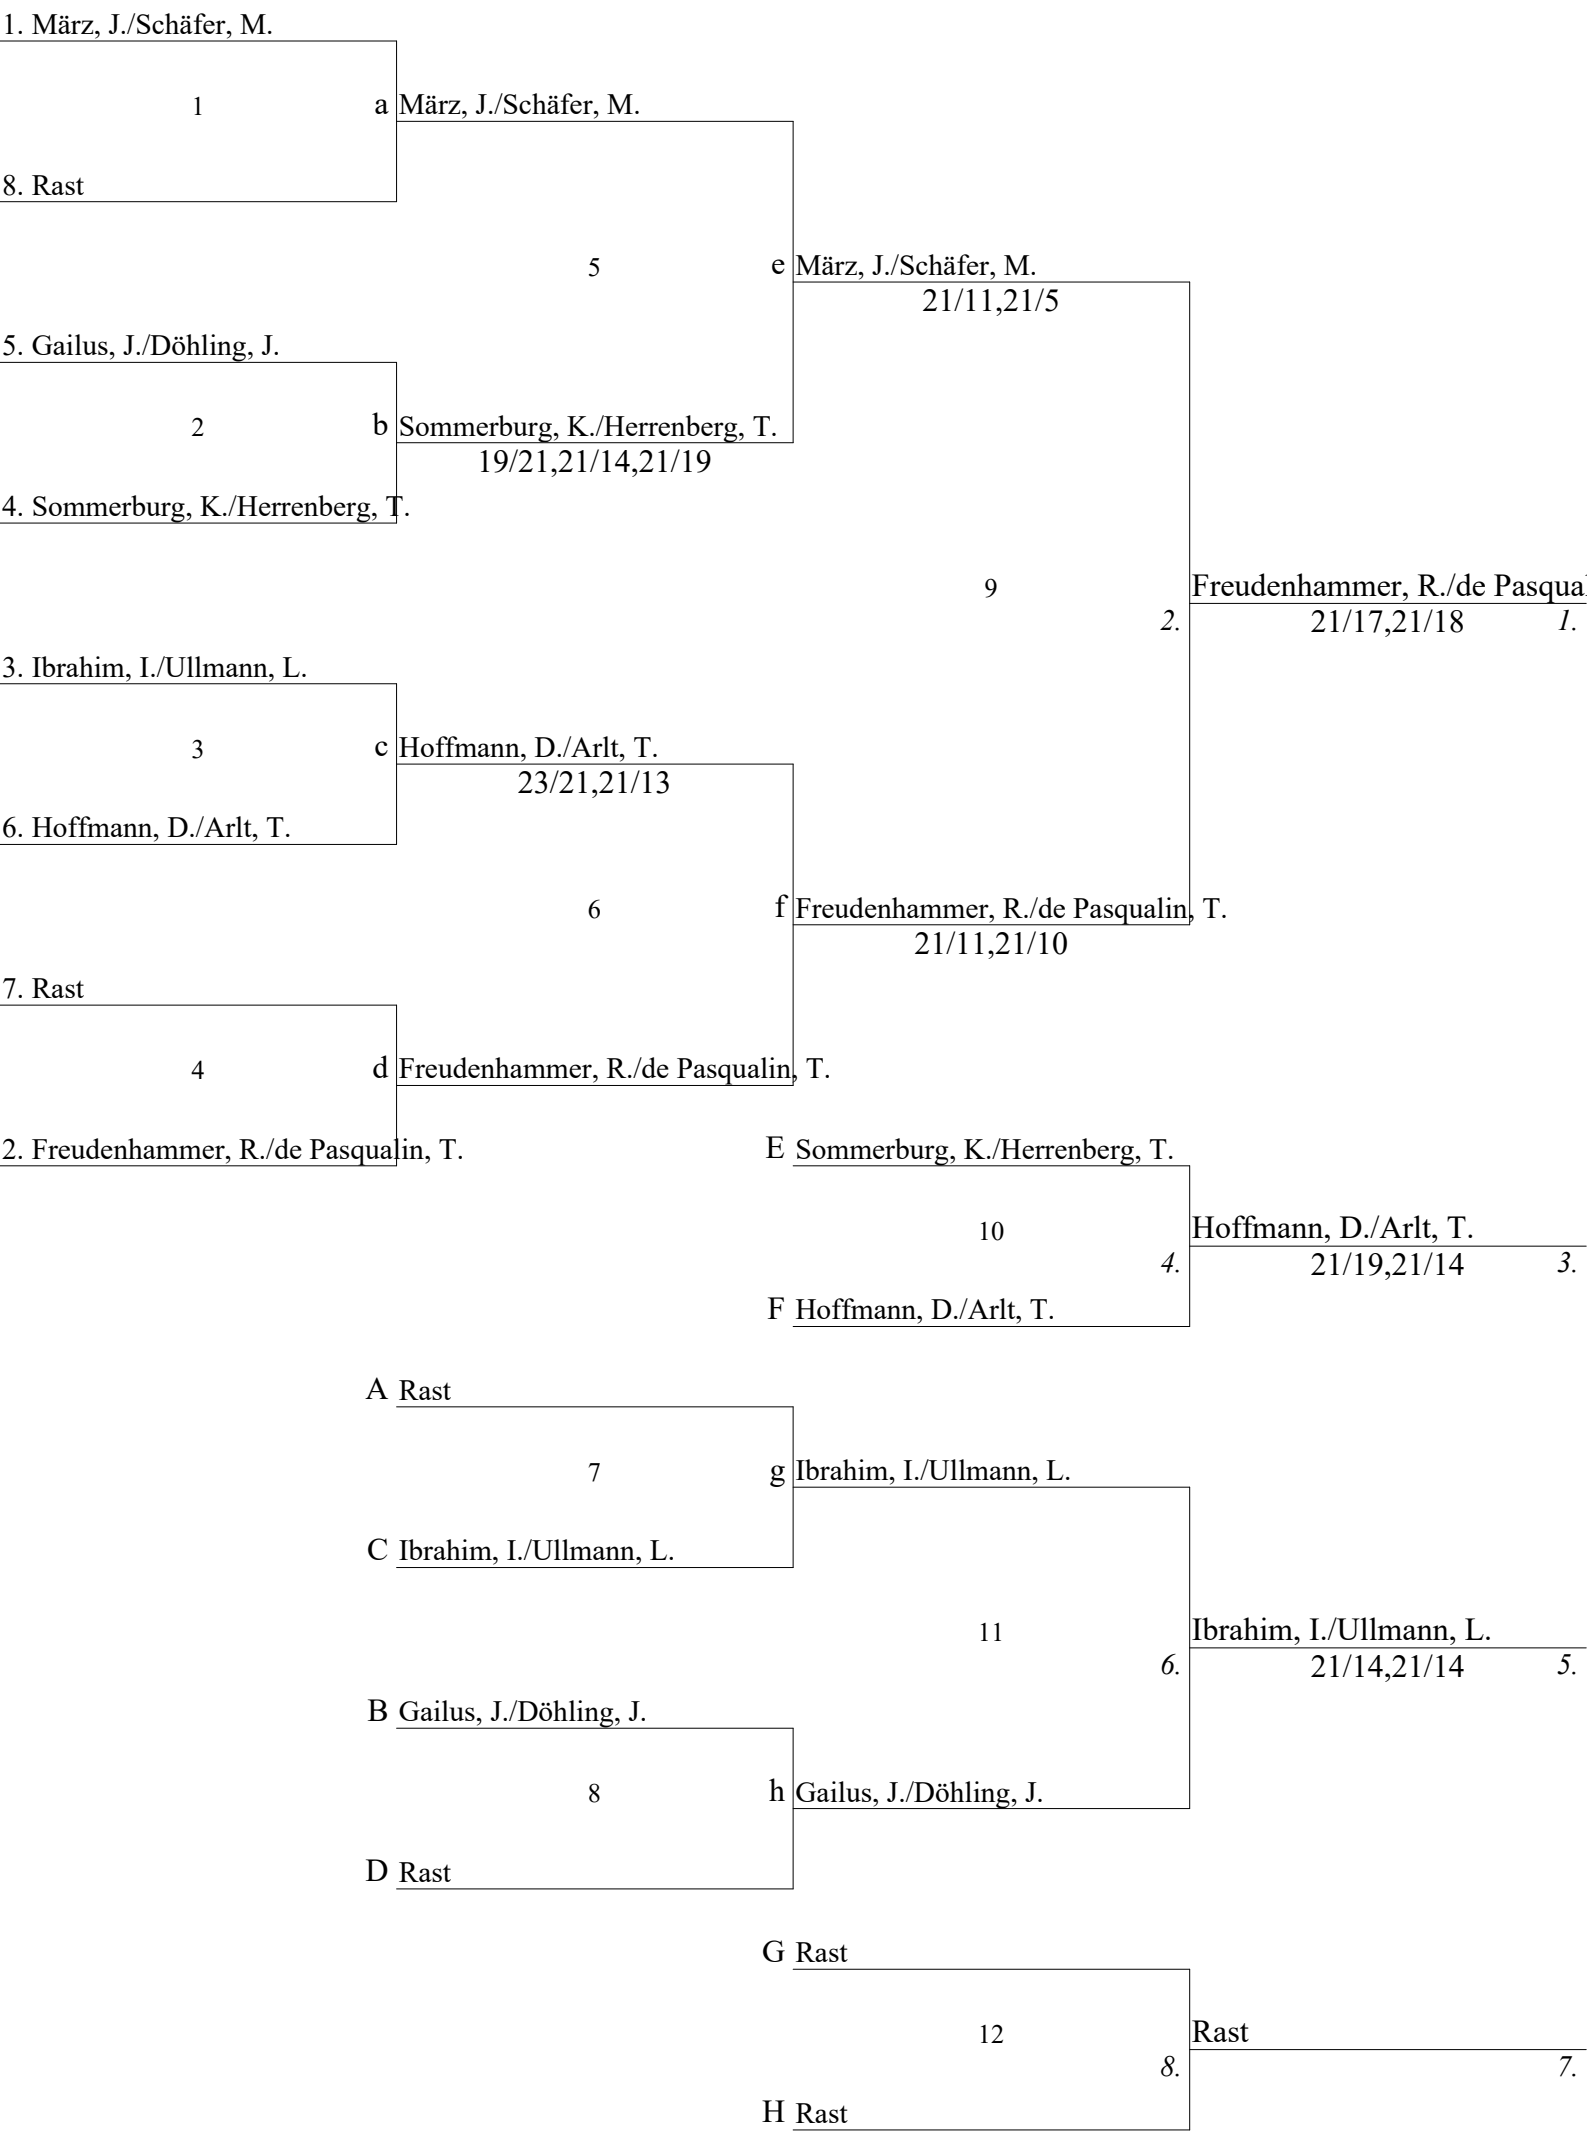 1. März, J./Schäfer, M.
1
a März, J./Schäfer, M.
8. Rast
5
e März, J./Schäfer, M.
21/11,21/5
5. Gailus, J./Döhling, J.
2
b Sommerburg, K./Herrenberg, T.
19/21,21/14,21/19
4. Sommerburg, K./Herrenberg, T.
9
Freudenhammer, R./de Pasqual
2.
21/17,21/18
1.
3. Ibrahim, I./Ullmann, L.
3
c Hoffmann, D./Arlt, T.
23/21,21/13
6. Hoffmann, D./Arlt, T.
6
f Freudenhammer, R./de Pasqualin, T.
21/11,21/10
7. Rast
4
d Freudenhammer, R./de Pasqualin, T.
2. Freudenhammer, R./de Pasqualin, T.
E Sommerburg, K./Herrenberg, T.
10
Hoffmann, D./Arlt, T.
4.
21/19,21/14
3.
F Hoffmann, D./Arlt, T.
A Rast
7
g Ibrahim, I./Ullmann, L.
C Ibrahim, I./Ullmann, L.
11
Ibrahim, I./Ullmann, L.
6.
21/14,21/14
5.
B Gailus, J./Döhling, J.
8
h Gailus, J./Döhling, J.
D Rast
G Rast
12
Rast
8.
7.
H Rast